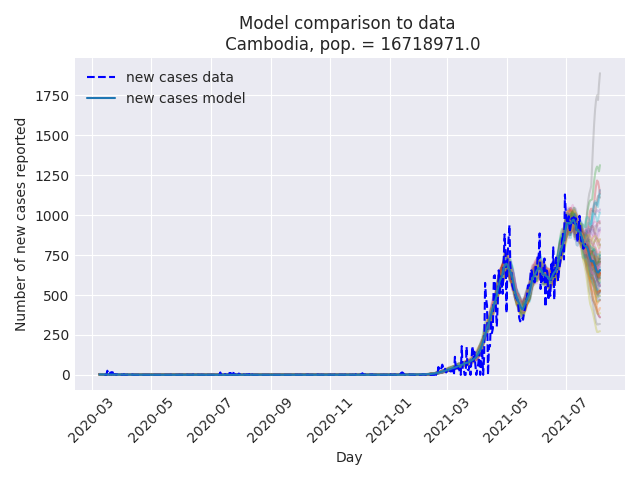 Model comparison to data
Cambodia, pop. = 16718971.0
new cases data
new cases model
Number of new cases reported
1750
1500
1250
1000
750
500
250
0
2020-03
2020-05
2020-07
2020-09
2020-11
2021-01
2021-03
2021-05
2021-07
Day